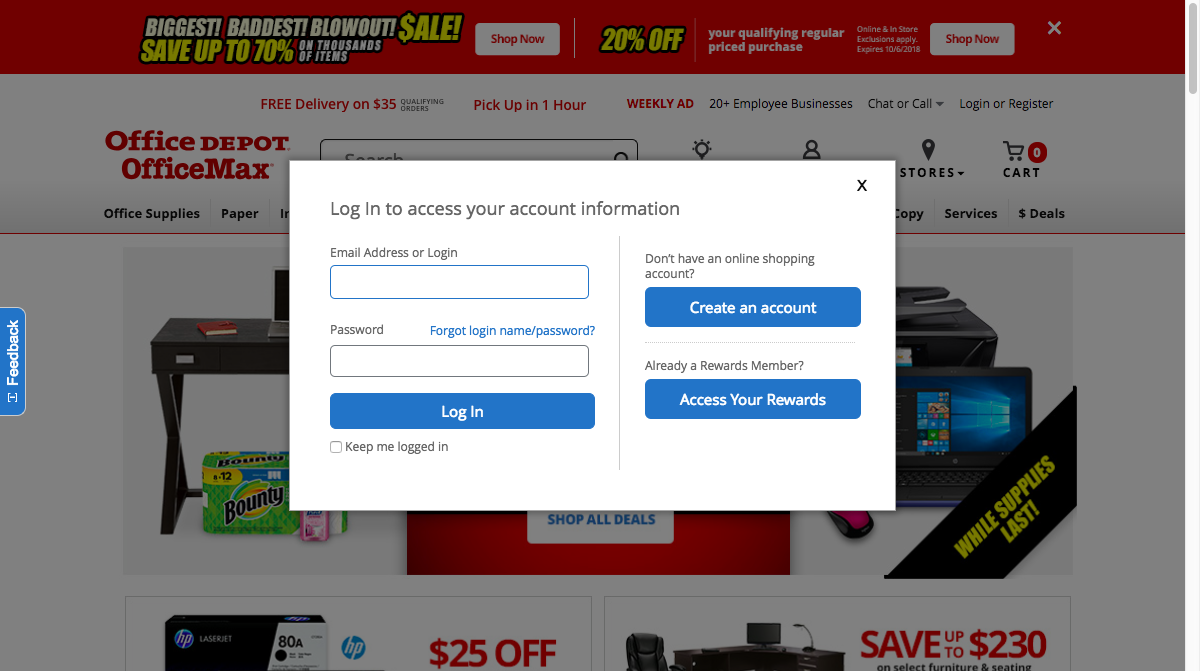 BIGGEST! BADDEST! BLOWOUT! $ALE!
SAVE UP TO 70% ON THOUSANDS OF ITEMS
Shop Now
20% OFF
your qualifying regular
priced purchase
Online & In Store
Exclusions apply.
Expires 10/6/2018
Shop Now
FREE Delivery on $35 QUALIFYING ORDERS
Pick Up in 1 Hour
WEEKLY AD
20+ Employee Businesses
Chat or Call
Login or Register
Office DEPOT
OfficeMax
Search
STORES
CART
0
Office Supplies
Paper
Copy
Services
$ Deals
X
Log In to access your account information
Email Address or Login
Password
Forgot login name/password?
Log In
Keep me logged in
Don't have an online shopping
account?
Create an account
Already a Rewards Member?
Access Your Rewards
Feedback
Bounty
8=12
Bounty
SHOP ALL DEALS
WHILE SUPPLIES
LAST!
hp
LASERJET
80A
hp
$25 OFF
SAVE UP TO $230
on select furniture & seating